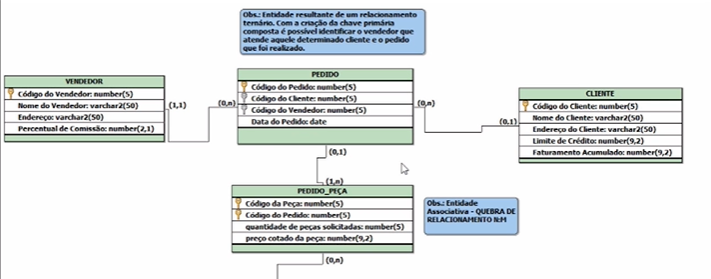 Obs.: Entidade resultante de um relacionamento
ternário. Com a criação da chave primária
composta é possível identificar o vendedor que
atende aquele determinado cliente e o pedido
que foi realizado.
VENDEDOR
Código do Vendedor: number(5)
Nome do Vendedor: varchar2(50)
Endereço: varchar2(50)
Percentual de Comissão: number(2,1)
(1,1)
(0,n)
PEDIDO
Código do Pedido: number(5)
Código do Cliente: number(5)
Código do Vendedor: number(5)
Data do Pedido: date
(0,n)
(0,1)
CLIENTE
Código do Cliente: number(5)
Nome do Cliente: varchar2(50)
Endereço do Cliente: varchar2(50)
Limite de Crédito: number(9,2)
Faturamento Acumulado: number(9,2)
(0,1)
(1,n)
PEDIDO_PEÇA
Código da Peça: number(5)
Código do Pedido: number(5)
quantidade de peças solicitadas: number(5)
preço cotado da peça: number(9,2)
(0,n)
Obs.: Entidade
Associativa - QUEBRA DE
RELACIONAMENTO N:M